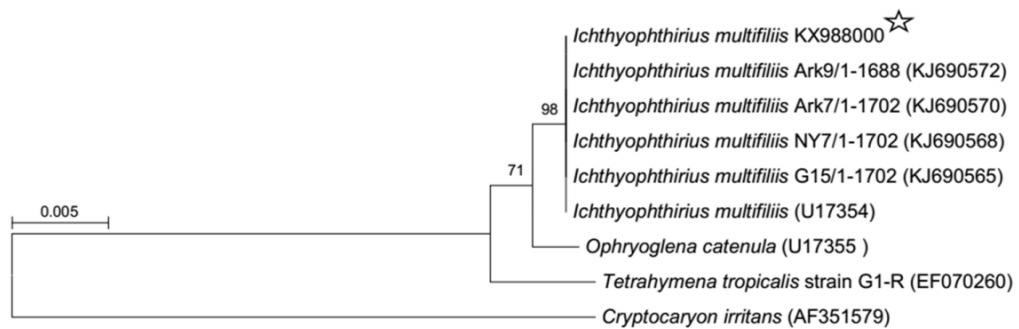 Ichthyophthirius multifiliis KX988000
Ichthyophthirius multifiliis Ark9/1-1688 (KJ690572)
Ichthyophthirius multifiliis Ark7/1-1702 (KJ690570)
98
Ichthyophthirius multifiliis NY7/1-1702 (KJ690568)
71
Ichthyophthirius multifiliis G15/1-1702 (KJ690565)
0.005
Ichthyophthirius multifiliis (U17354)
Ophryoglena catenula (U17355 )
Tetrahymena tropicalis strain G1-R (EF070260)
Cryptocaryon irritans (AF351579)